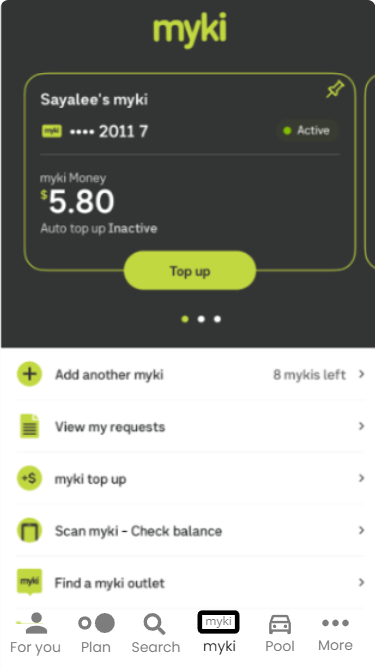 myki
Sayalee's myki
myki •••• 2011 7
Active
myki Money
$5.80
Auto top up Inactive
Top up
Add another myki
8 mykis left
View my requests
+$ myki top up
Scan myki - Check balance
myki Find a myki outlet
myki
For you Plan Search myki Pool More